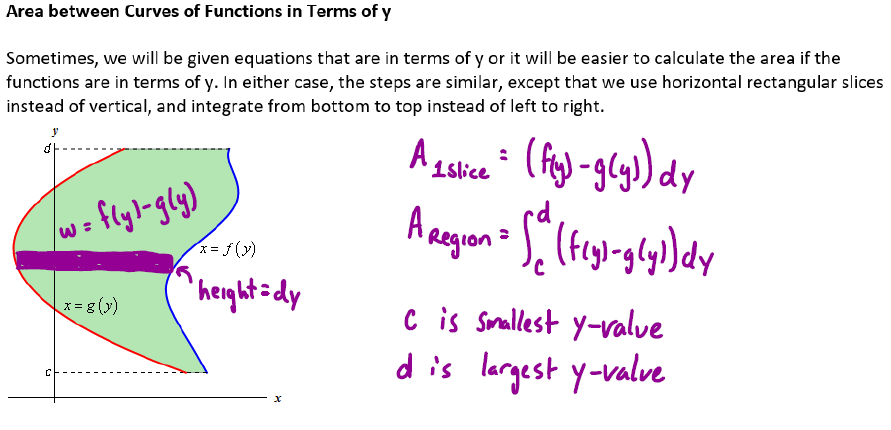 Area between Curves of Functions in Terms of y
Sometimes, we will be given equations that are in terms of y or it will be easier to calculate the area if the
functions are in terms of y. In either case, the steps are similar, except that we use horizontal rectangular slices
instead of vertical, and integrate from bottom to top instead of left to right.
y
d
w = f(y)-g(y)
x = f(y)
height = dy
x = g(y)
c
x
A 1slice = (f(y)-g(y)) dy
A Region = ∫_c^d (f(y)-g(y)) dy
c is smallest y-value
d is largest y-value